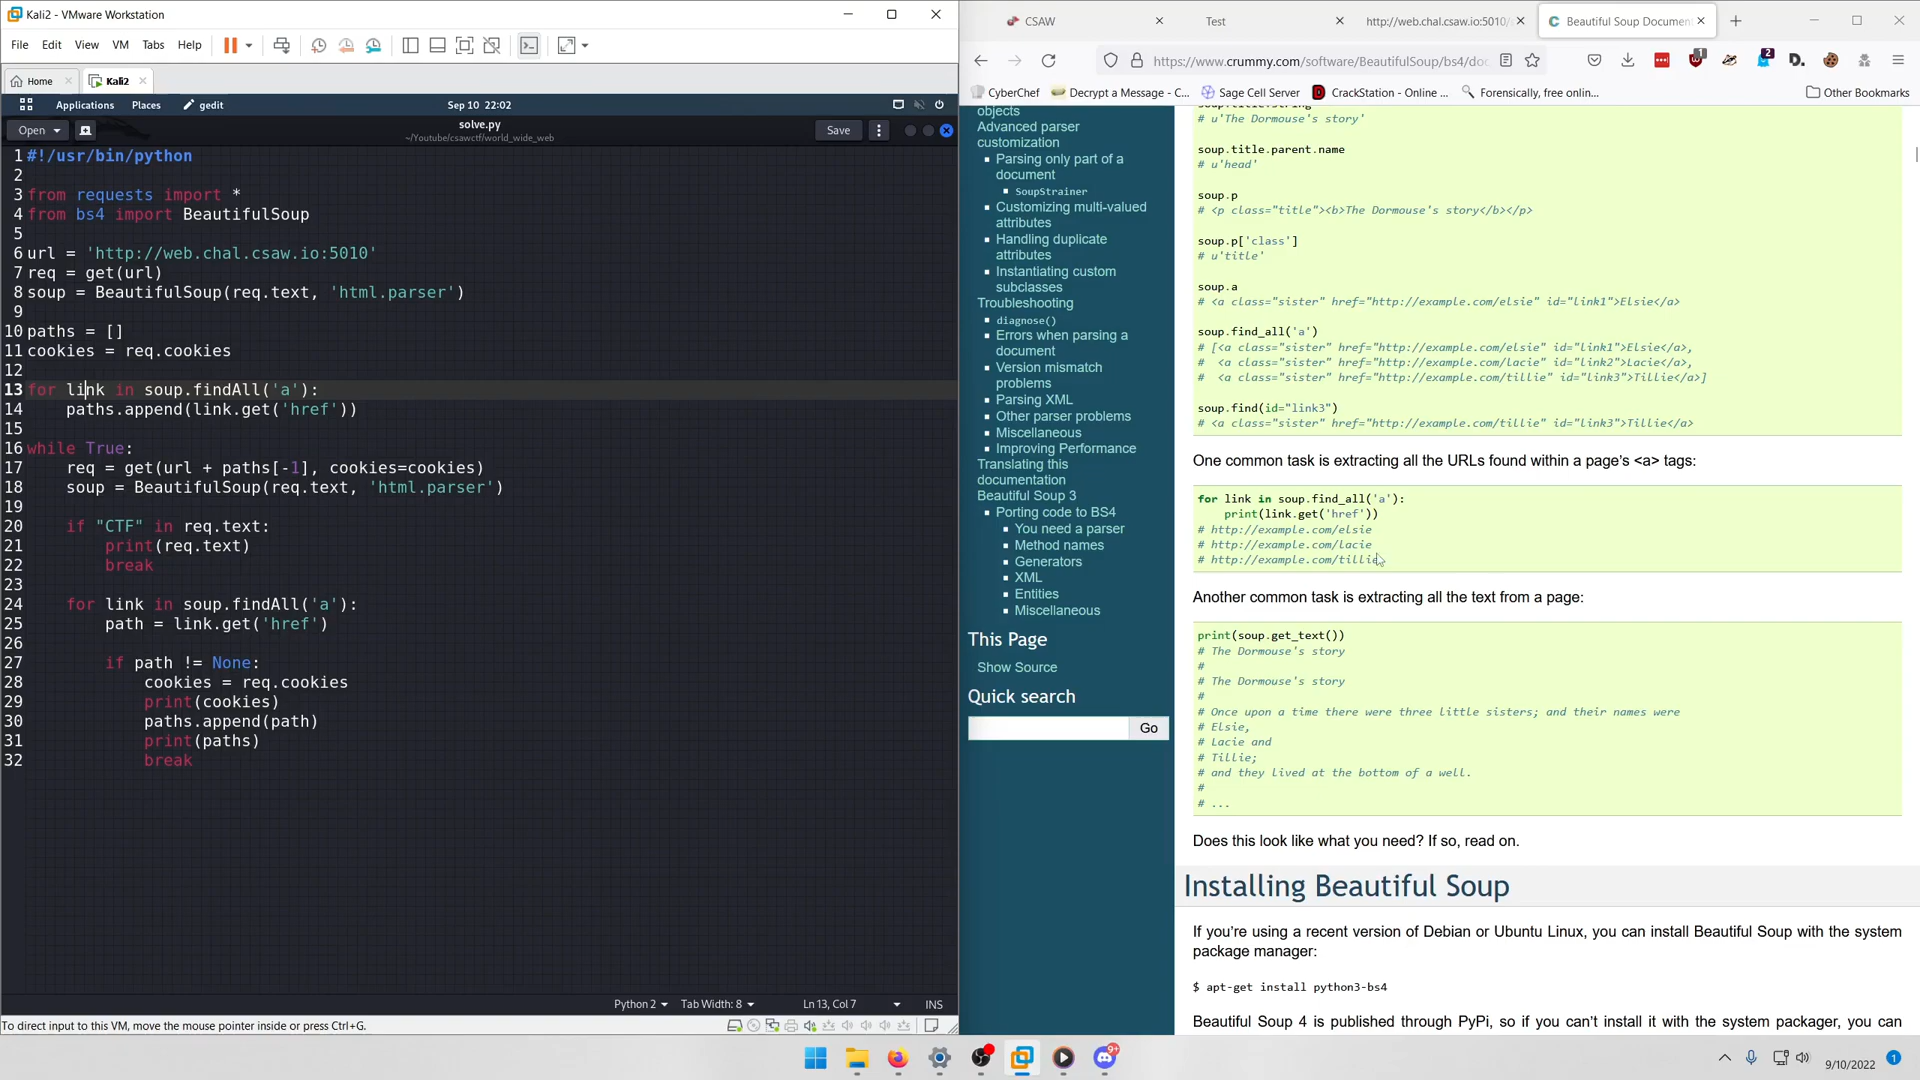 Kali2 - VMware Workstation
File Edit View VM Tabs Help
Home
Kali2
Applications Places gedit Sep 10 22:02
Open
solve.py
~/Youtube/csawctf/world_wide_web
Save
1 #!/usr/bin/python
2
3 from requests import *
4 from bs4 import BeautifulSoup
5
6 url = 'http://web.chal.csaw.io:5010'
7 req = get(url)
8 soup = BeautifulSoup(req.text, 'html.parser')
9
10 paths = []
11 cookies = req.cookies
12
13 for link in soup.findAll('a'):
14     paths.append(link.get('href'))
15
16 while True:
17     req = get(url + paths[-1], cookies=cookies)
18     soup = BeautifulSoup(req.text, 'html.parser')
19
20     if "CTF" in req.text:
21         print(req.text)
22         break
23
24     for link in soup.findAll('a'):
25         path = link.get('href')
26
27         if path != None:
28             cookies = req.cookies
29             print(cookies)
30             paths.append(path)
31             print(paths)
32             break
Python 2 Tab Width: 8 Ln 13, Col 7 INS
To direct input to this VM, move the mouse pointer inside or press Ctrl+G.
CSAW
Test
http://web.chal.csaw.io:5010/
Beautiful Soup Document
https://www.crummy.com/software/BeautifulSoup/bs4/doc
1
2
D.
CyberChef
Decrypt a Message - C...
Sage Cell Server
CrackStation - Online ...
Forensically, free onlin...
Other Bookmarks
objects
Advanced parser
customization
Parsing only part of a
document
SoupStrainer
Customizing multi-valued
attributes
Handling duplicate
attributes
Instantiating custom
subclasses
Troubleshooting
diagnose()
Errors when parsing a
document
Version mismatch
problems
Parsing XML
Other parser problems
Miscellaneous
Improving Performance
Translating this
documentation
Beautiful Soup 3
Porting code to BS4
You need a parser
Method names
Generators
XML
Entities
Miscellaneous
This Page
Show Source
Quick search
Go
soup.title.string
# u'The Dormouse's story'
soup.title.parent.name
# u'head'
soup.p
# <p class="title"><b>The Dormouse's story</b></p>
soup.p['class']
# u'title'
soup.a
# <a class="sister" href="http://example.com/elsie" id="link1">Elsie</a>
soup.find_all('a')
# [<a class="sister" href="http://example.com/elsie" id="link1">Elsie</a>,
#  <a class="sister" href="http://example.com/lacie" id="link2">Lacie</a>,
#  <a class="sister" href="http://example.com/tillie" id="link3">Tillie</a>]
soup.find(id="link3")
# <a class="sister" href="http://example.com/tillie" id="link3">Tillie</a>
One common task is extracting all the URLs found within a page's <a> tags:
for link in soup.find_all('a'):
    print(link.get('href'))
# http://example.com/elsie
# http://example.com/lacie
# http://example.com/tillie
Another common task is extracting all the text from a page:
print(soup.get_text())
# The Dormouse's story
#
# The Dormouse's story
#
# Once upon a time there were three little sisters; and their names were
# Elsie,
# Lacie and
# Tillie;
# and they lived at the bottom of a well.
#
# ...
Does this look like what you need? If so, read on.
Installing Beautiful Soup
If you're using a recent version of Debian or Ubuntu Linux, you can install Beautiful Soup with the system
package manager:
$ apt-get install python3-bs4
Beautiful Soup 4 is published through PyPi, so if you can't install it with the system packager, you can
9+
9/10/2022
1